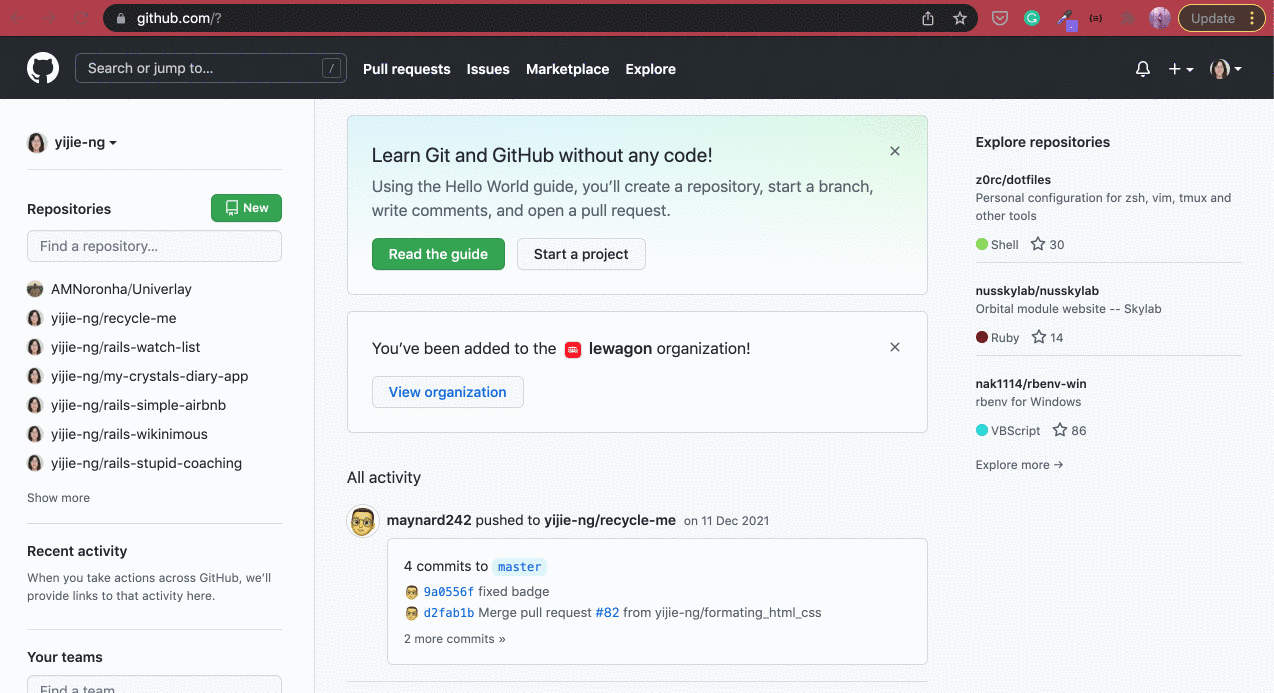 github.com/?
Update
Search or jump to...
/
Pull requests
Issues
Marketplace
Explore
yijie-ng
Repositories
New
Find a repository...
AMNoronha/Univerlay
yijie-ng/recycle-me
yijie-ng/rails-watch-list
yijie-ng/my-crystals-diary-app
yijie-ng/rails-simple-airbnb
yijie-ng/rails-wikinimous
yijie-ng/rails-stupid-coaching
Show more
Recent activity
When you take actions across GitHub, we'll
provide links to that activity here.
Your teams
Find a team
Learn Git and GitHub without any code!
Using the Hello World guide, you'll create a repository, start a branch,
write comments, and open a pull request.
Read the guide
Start a project
You've been added to the lewagon organization!
View organization
All activity
maynard242 pushed to yijie-ng/recycle-me on 11 Dec 2021
4 commits to master
9a0556f fixed badge
d2fab1b Merge pull request #82 from yijie-ng/formating_html_css
2 more commits »
Explore repositories
z0rc/dotfiles
Personal configuration for zsh, vim, tmux and
other tools
Shell 30
nusskylab/nusskylab
Orbital module website -- Skylab
Ruby 14
nak1114/rbenv-win
rbenv for Windows
VBScript 86
Explore more →